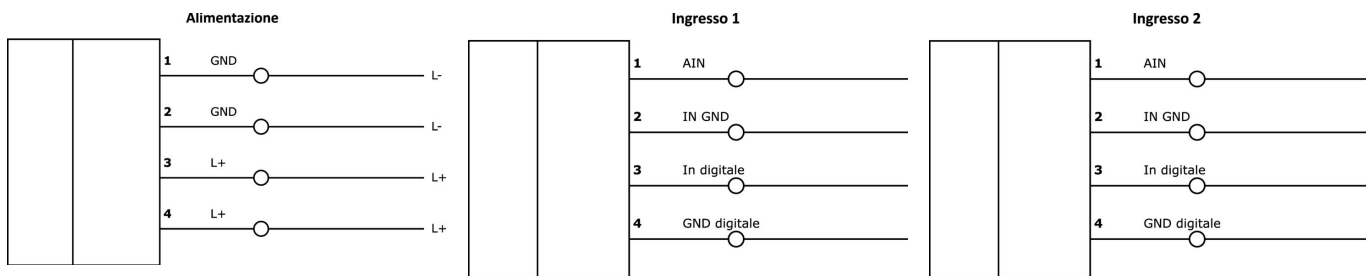 Alimentazione
1 GND L-
2 GND L-
3 L+ L+
4 L+ L+
Ingresso 1
1 AIN
2 IN GND
3 In digitale
4 GND digitale
Ingresso 2
1 AIN
2 IN GND
3 In digitale
4 GND digitale